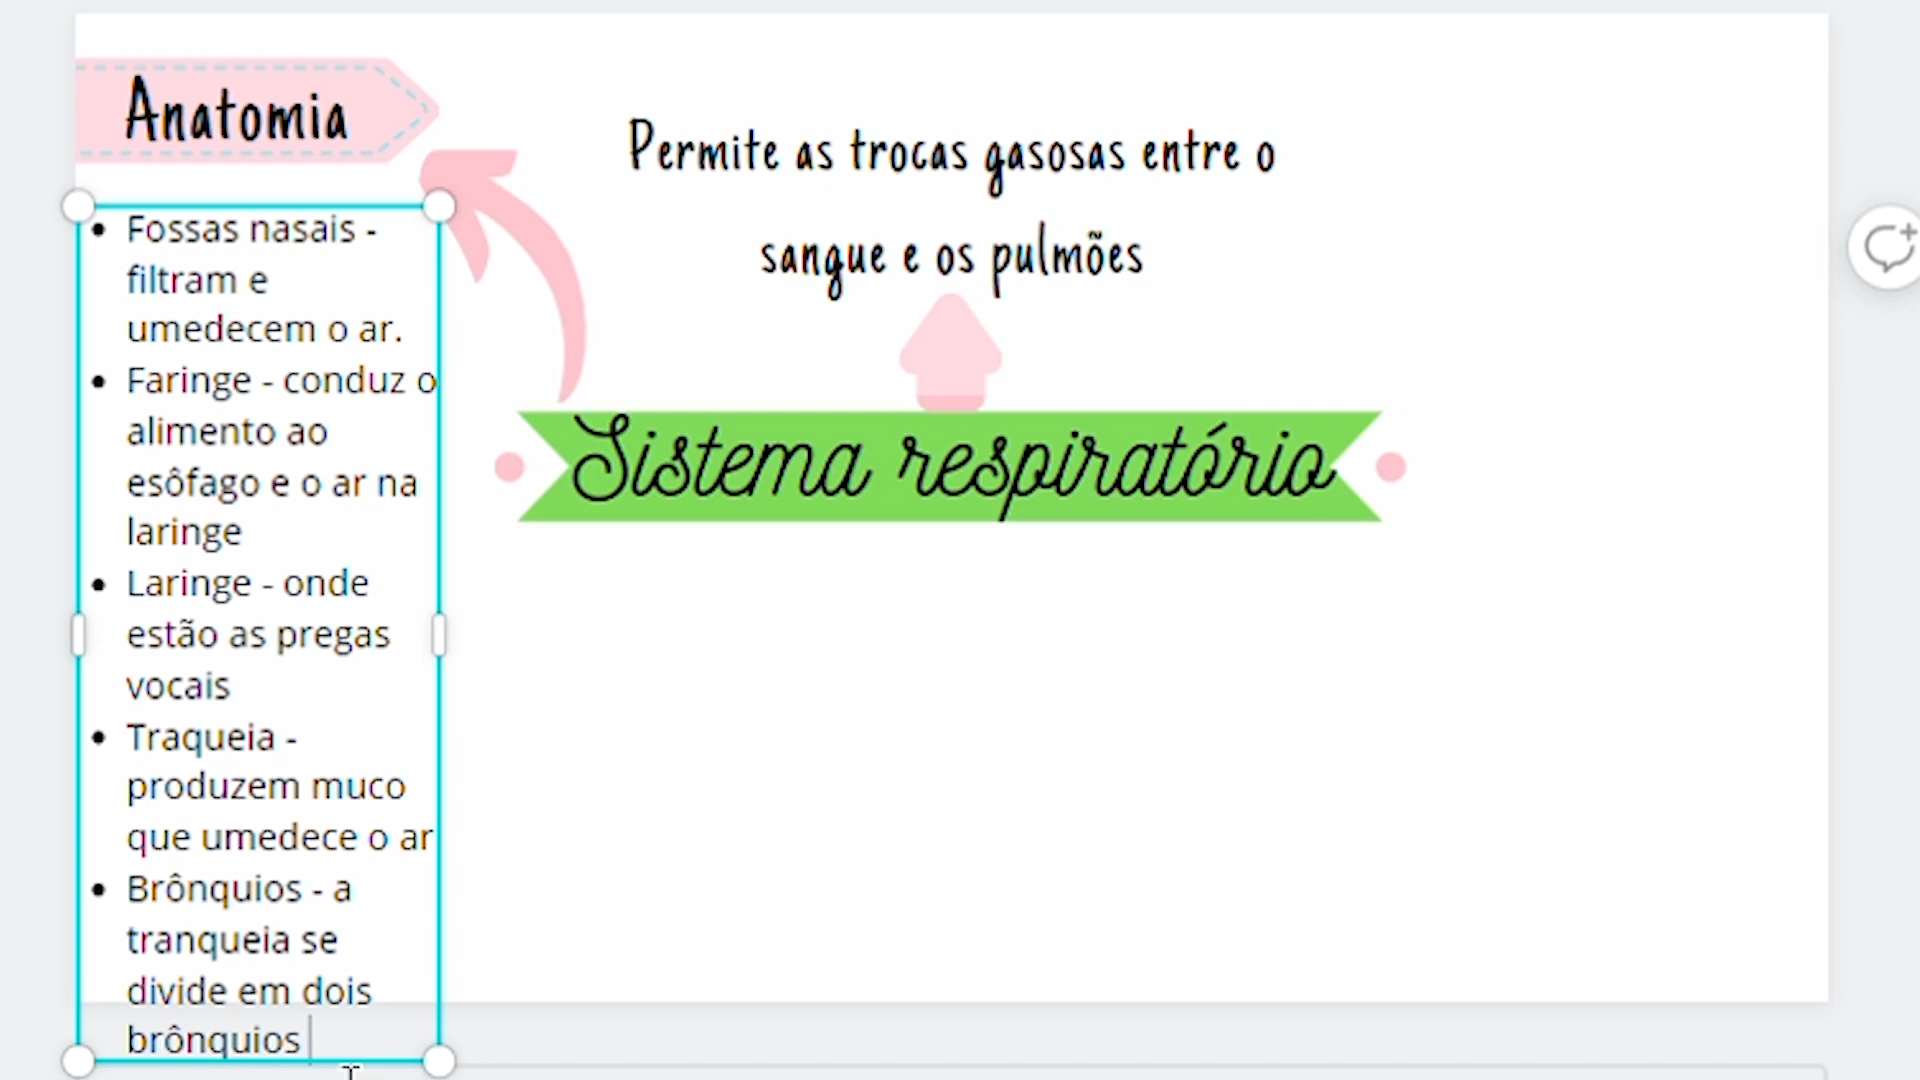 Anatomia
Permite as trocas gasosas entre o
sangue e os pulmões
Sistema respiratório
• Fossas nasais -
filtram e
umedecem o ar.
• Faringe - conduz o
alimento ao
esôfago e o ar na
laringe
• Laringe - onde
estão as pregas
vocais
• Traqueia -
produzem muco
que umedece o ar
• Brônquios - a
tranqueia se
divide em dois
brônquios